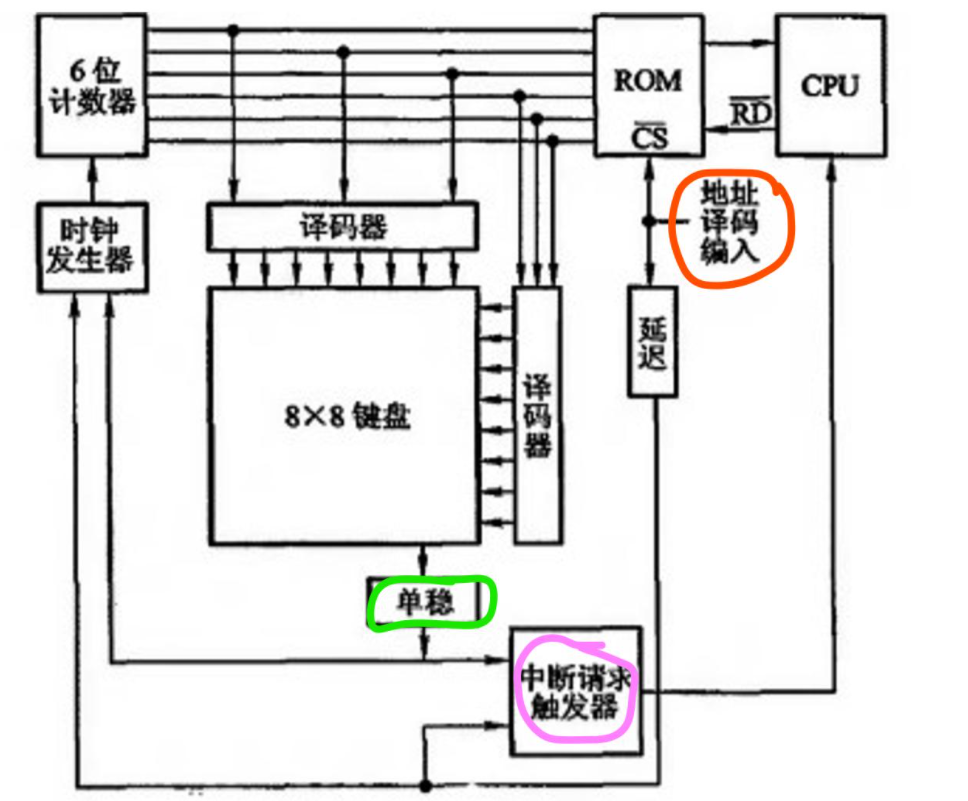 6 位
计数器
ROM
CS
CPU
RD
时钟
发生器
译码器
地址
译码
编入
延
迟
8×8 键盘
译
码
器
单稳
中断请求
触发器